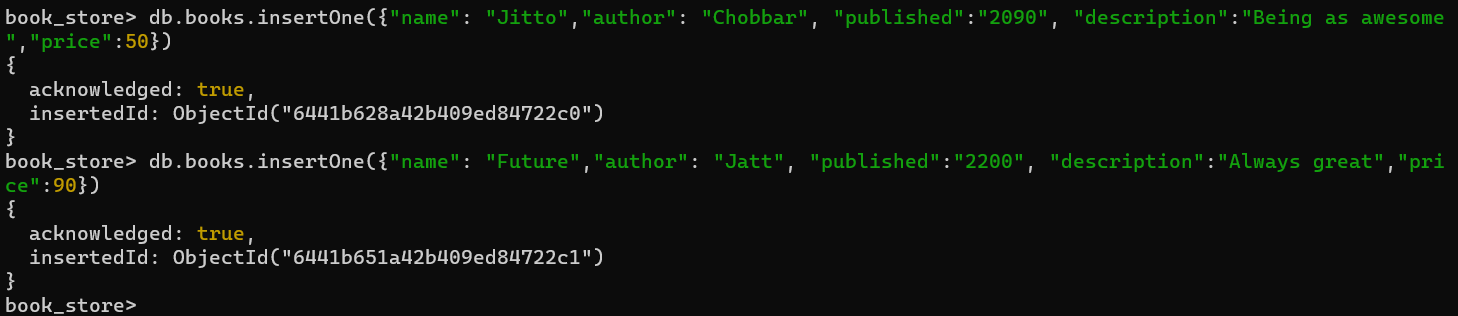 book_store> db.books.insertOne({"name": "Jitto","author": "Chobbar", "published":"2090", "description":"Being as awesome
","price":50})
{
  acknowledged: true,
  insertedId: ObjectId("6441b628a42b409ed84722c0")
}
book_store> db.books.insertOne({"name": "Future","author": "Jatt", "published":"2200", "description":"Always great","pri
ce":90})
{
  acknowledged: true,
  insertedId: ObjectId("6441b651a42b409ed84722c1")
}
book_store>